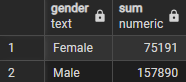 gender sum
text numeric
1 Female 75191
2 Male 157890